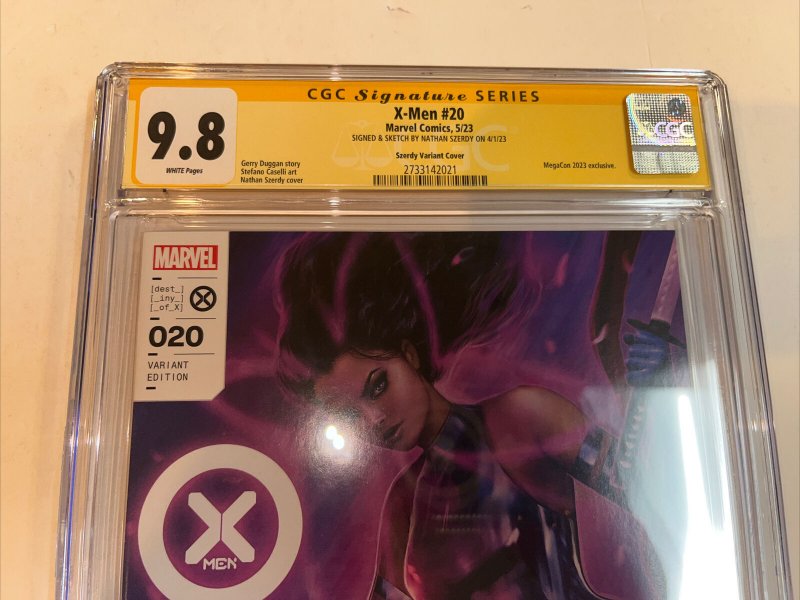 CGC Signature SERIES
9.8
WHITE Pages
X-Men #20
Marvel Comics, 5/23
SIGNED & SKETCH BY NATHAN SZERDY ON 4/1/23
Szerdy Variant Cover
Gerry Duggan story
Stefano Caselli art
Nathan Szerdy cover
MegaCon 2023 exclusive.
2733142021
CGC
MARVEL
[dest_]
[_iny_]
[_of_X]
020
VARIANT
EDITION
X
MEN